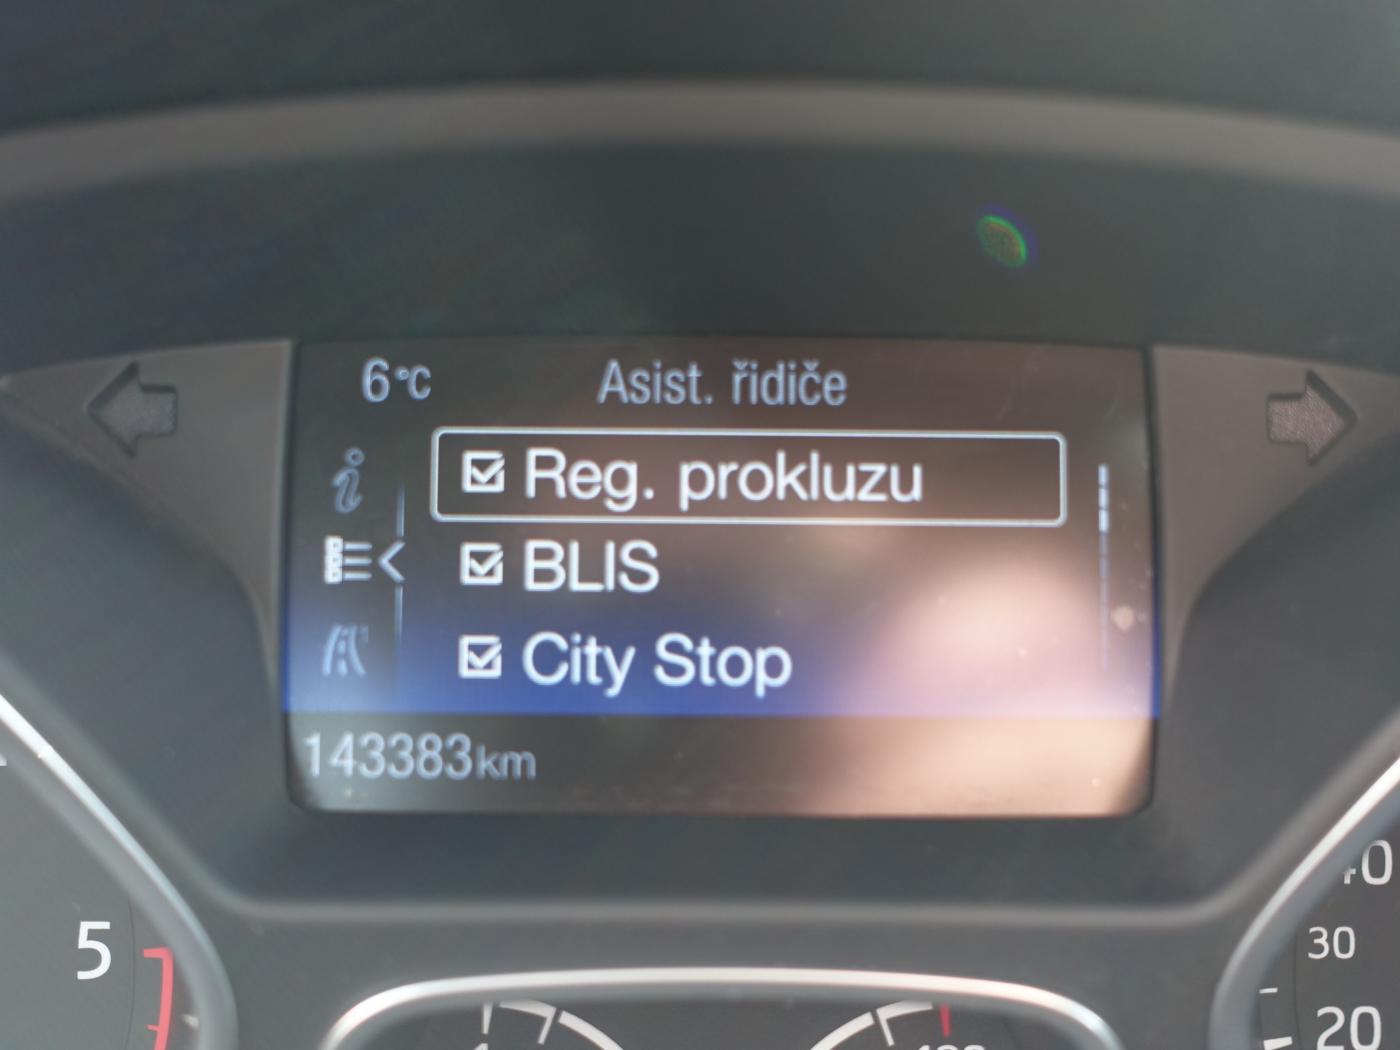 6°C Asist. řidiče
Reg. prokluzu
BLIS
City Stop
143383km
5
30
20